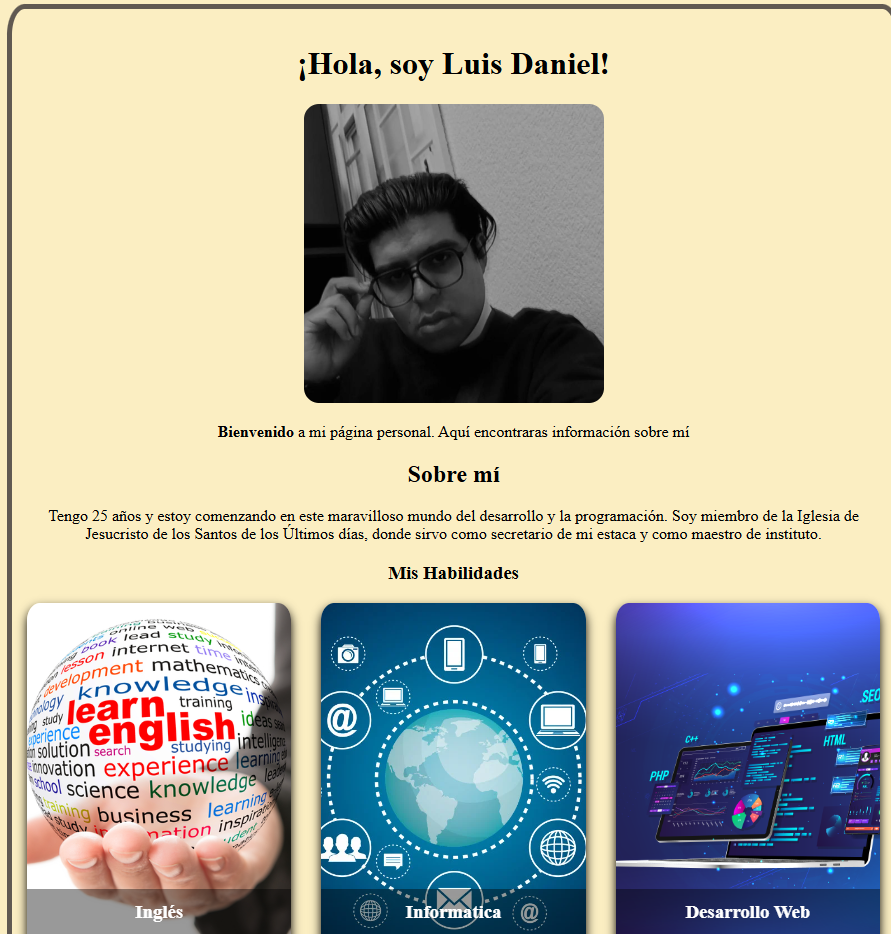 ¡Hola, soy Luis Daniel!
Bienvenido a mi página personal. Aquí encontraras información sobre mí
Sobre mí
Tengo 25 años y estoy comenzando en este maravilloso mundo del desarrollo y la programación. Soy miembro de la Iglesia de
Jesucristo de los Santos de los Últimos días, donde sirvo como secretario de mi estaca y como maestro de instituto.
Mis Habilidades
online web
book lead study
lesson internet time
development mathematics
knowledge
learn training
study english ideas
experience
solution search studying
innovation experience learning
school science knowledge
training business learning
study inspiration
Inglés
@
@
Informatica
.SEO
C++
HTML
PHP
Desarrollo Web